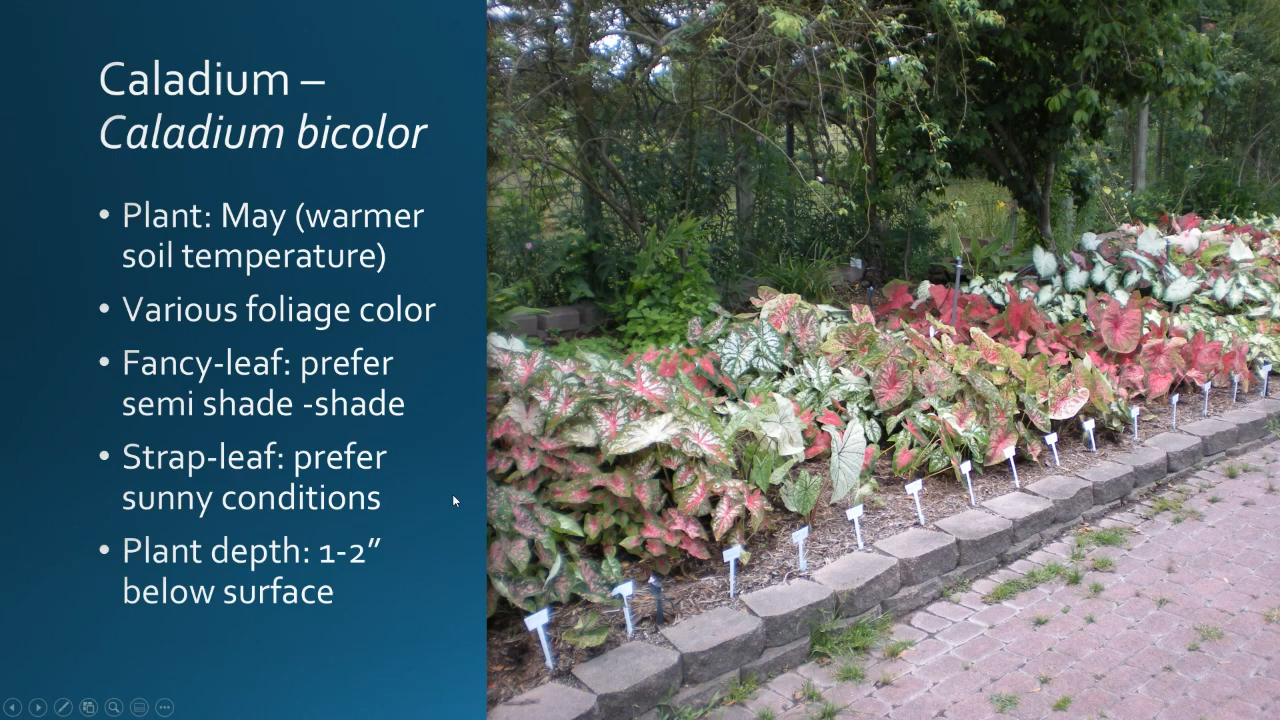 Caladium –
Caladium bicolor
• Plant: May (warmer
soil temperature)
• Various foliage color
• Fancy-leaf: prefer
semi shade -shade
• Strap-leaf: prefer
sunny conditions
• Plant depth: 1-2”
below surface